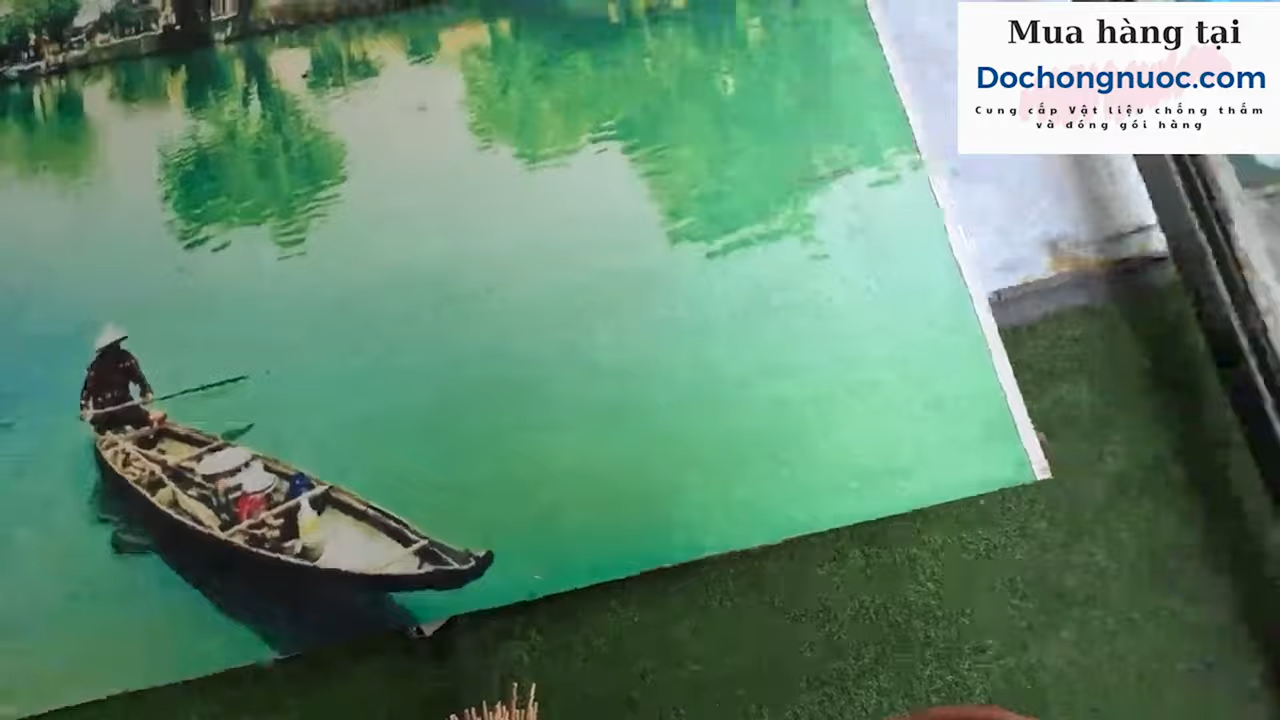 Mua hàng tại
Dochongnuoc.com
Cung cấp Vật liệu chống thấm
và đóng gói hàng